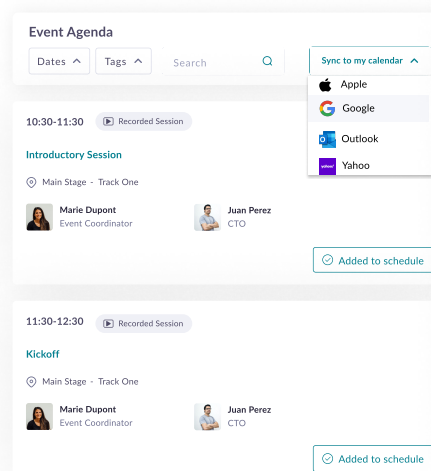 Event Agenda
Dates
Tags
Search
Sync to my calendar
Apple
Google
Outlook
yahoo!
Yahoo
10:30-11:30
Recorded Session
Introductory Session
Main Stage - Track One
Marie Dupont
Event Coordinator
Juan Perez
CTO
Added to schedule
11:30-12:30
Recorded Session
Kickoff
Main Stage - Track One
Marie Dupont
Event Coordinator
Juan Perez
CTO
Added to schedule